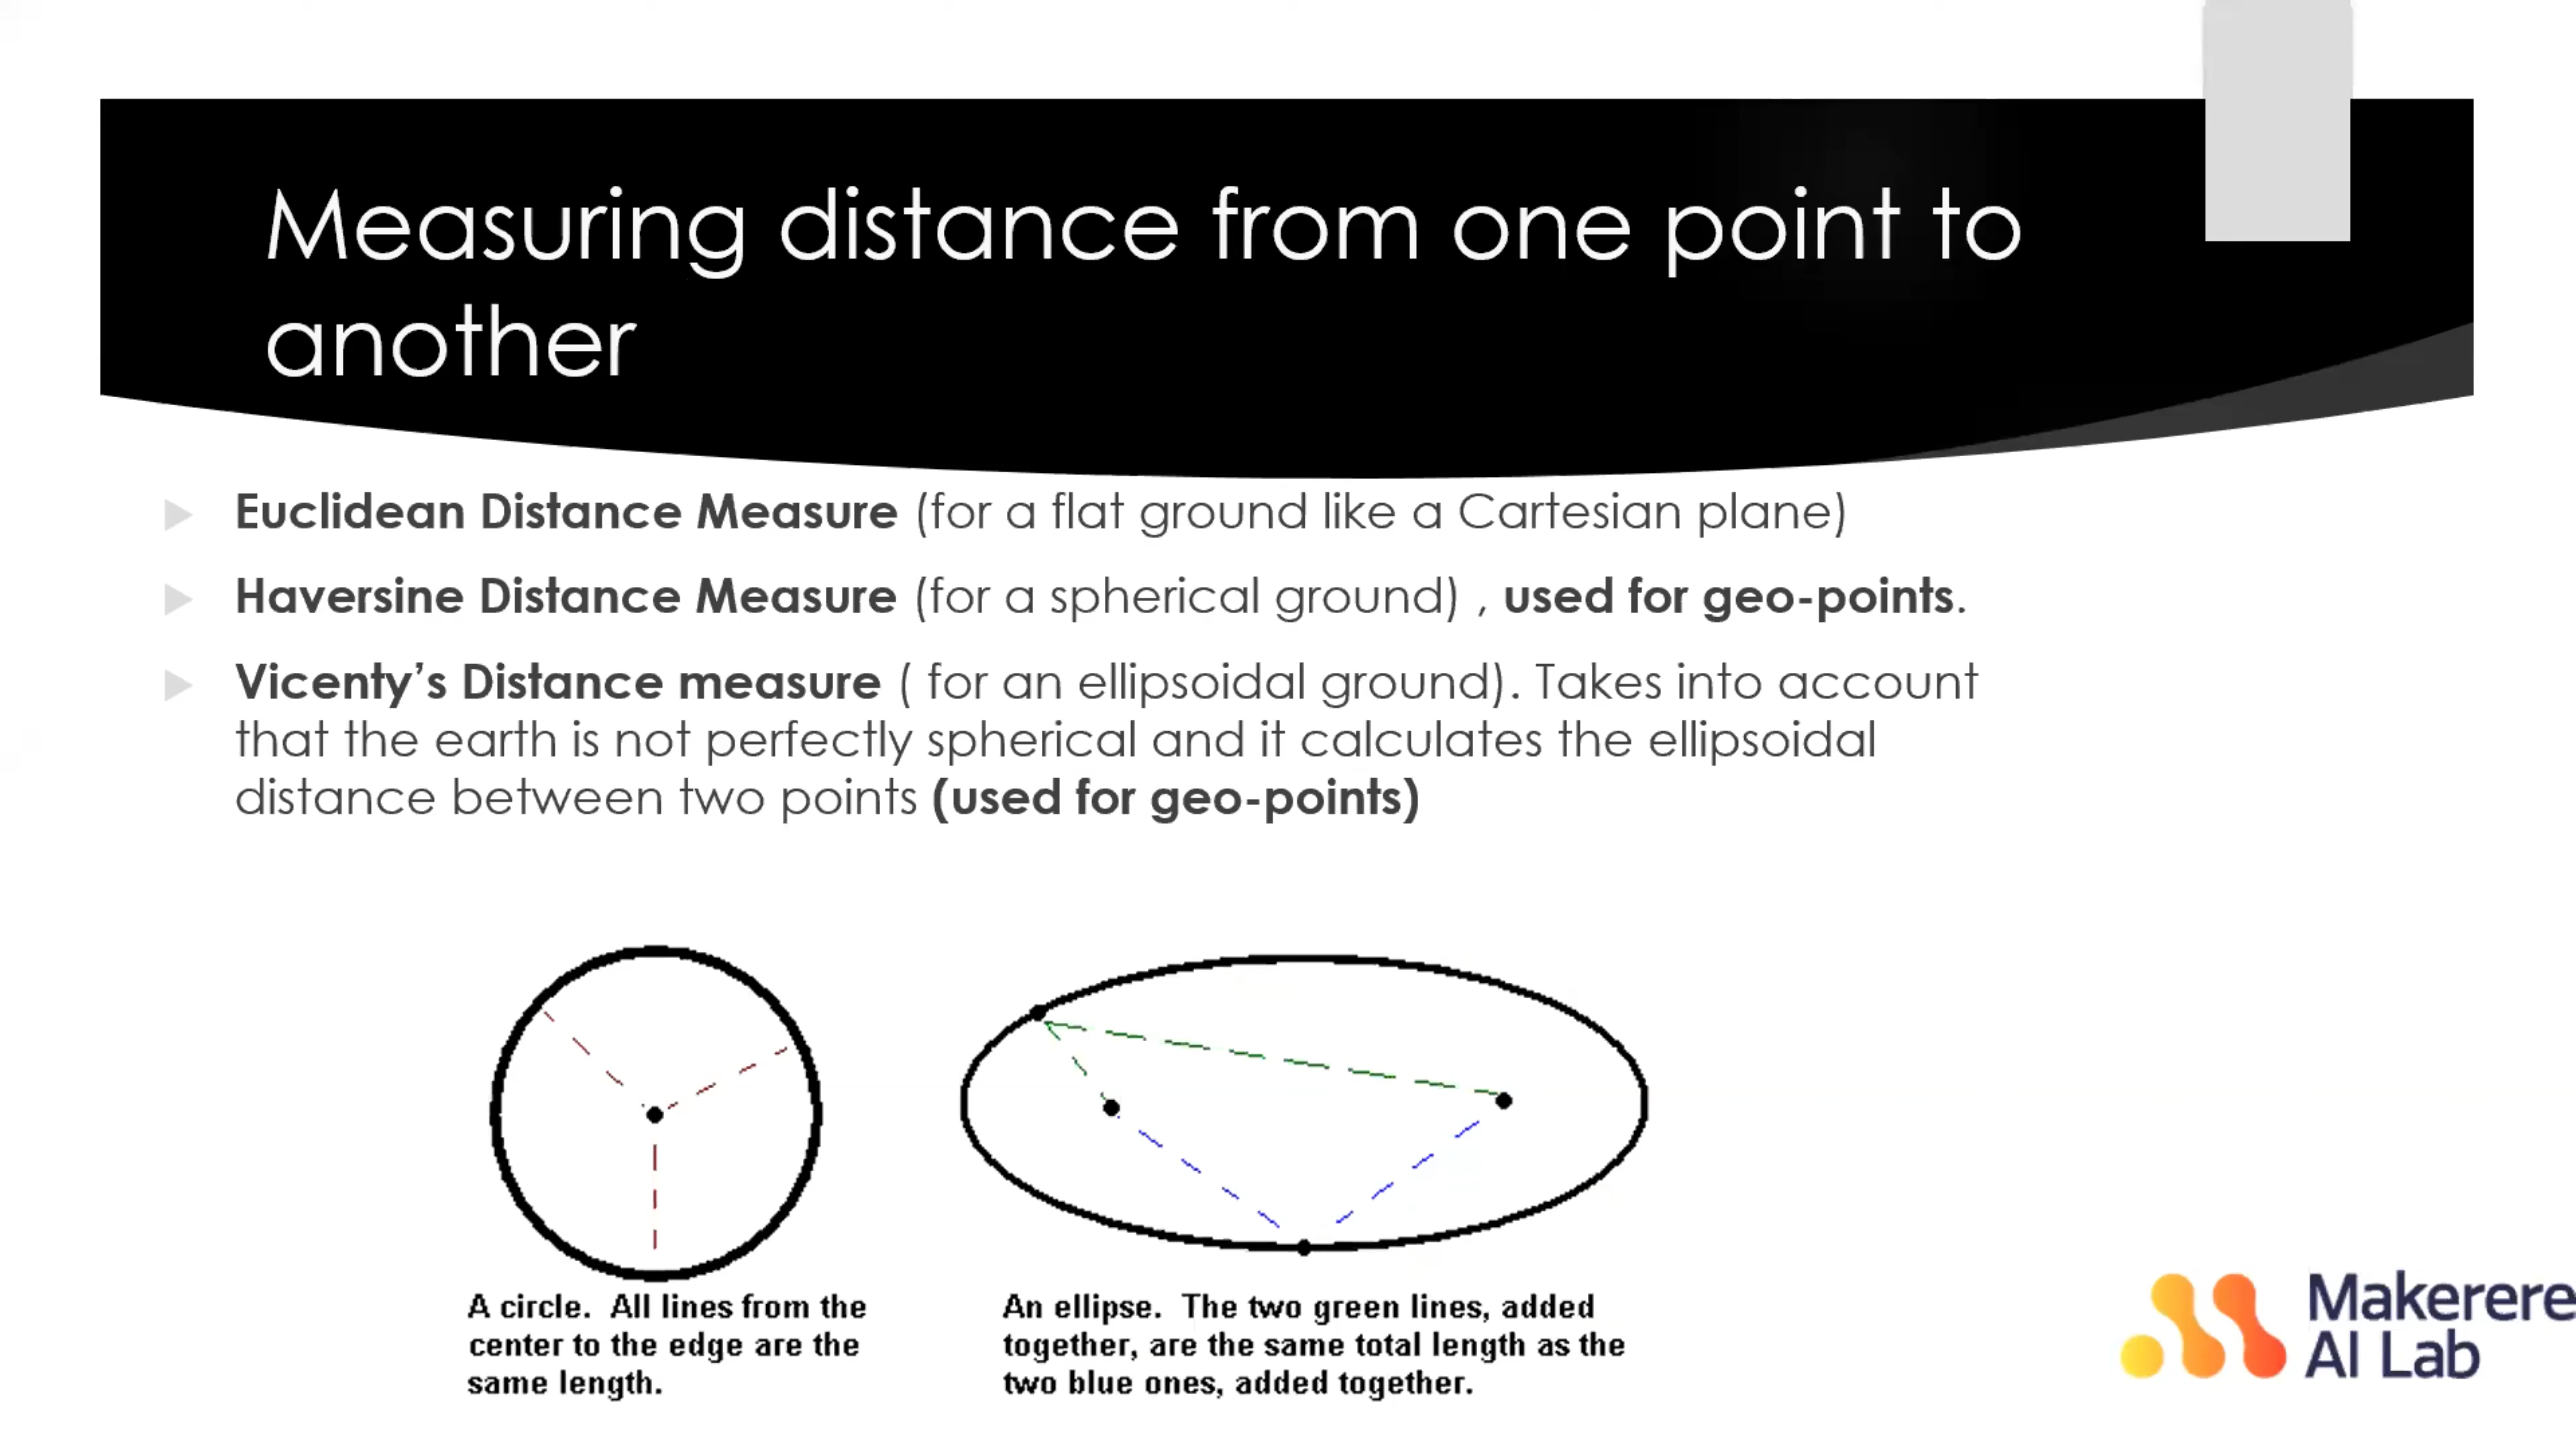 Measuring distance from one point to
another
Euclidean Distance Measure (for a flat ground like a Cartesian plane)
Haversine Distance Measure (for a spherical ground) , used for geo-points.
Vicenty’s Distance measure ( for an ellipsoidal ground). Takes into account
that the earth is not perfectly spherical and it calculates the ellipsoidal
distance between two points (used for geo-points)
A circle. All lines from the
center to the edge are the
same length.
An ellipse. The two green lines, added
together, are the same total length as the
two blue ones, added together.
Makerere
AI Lab